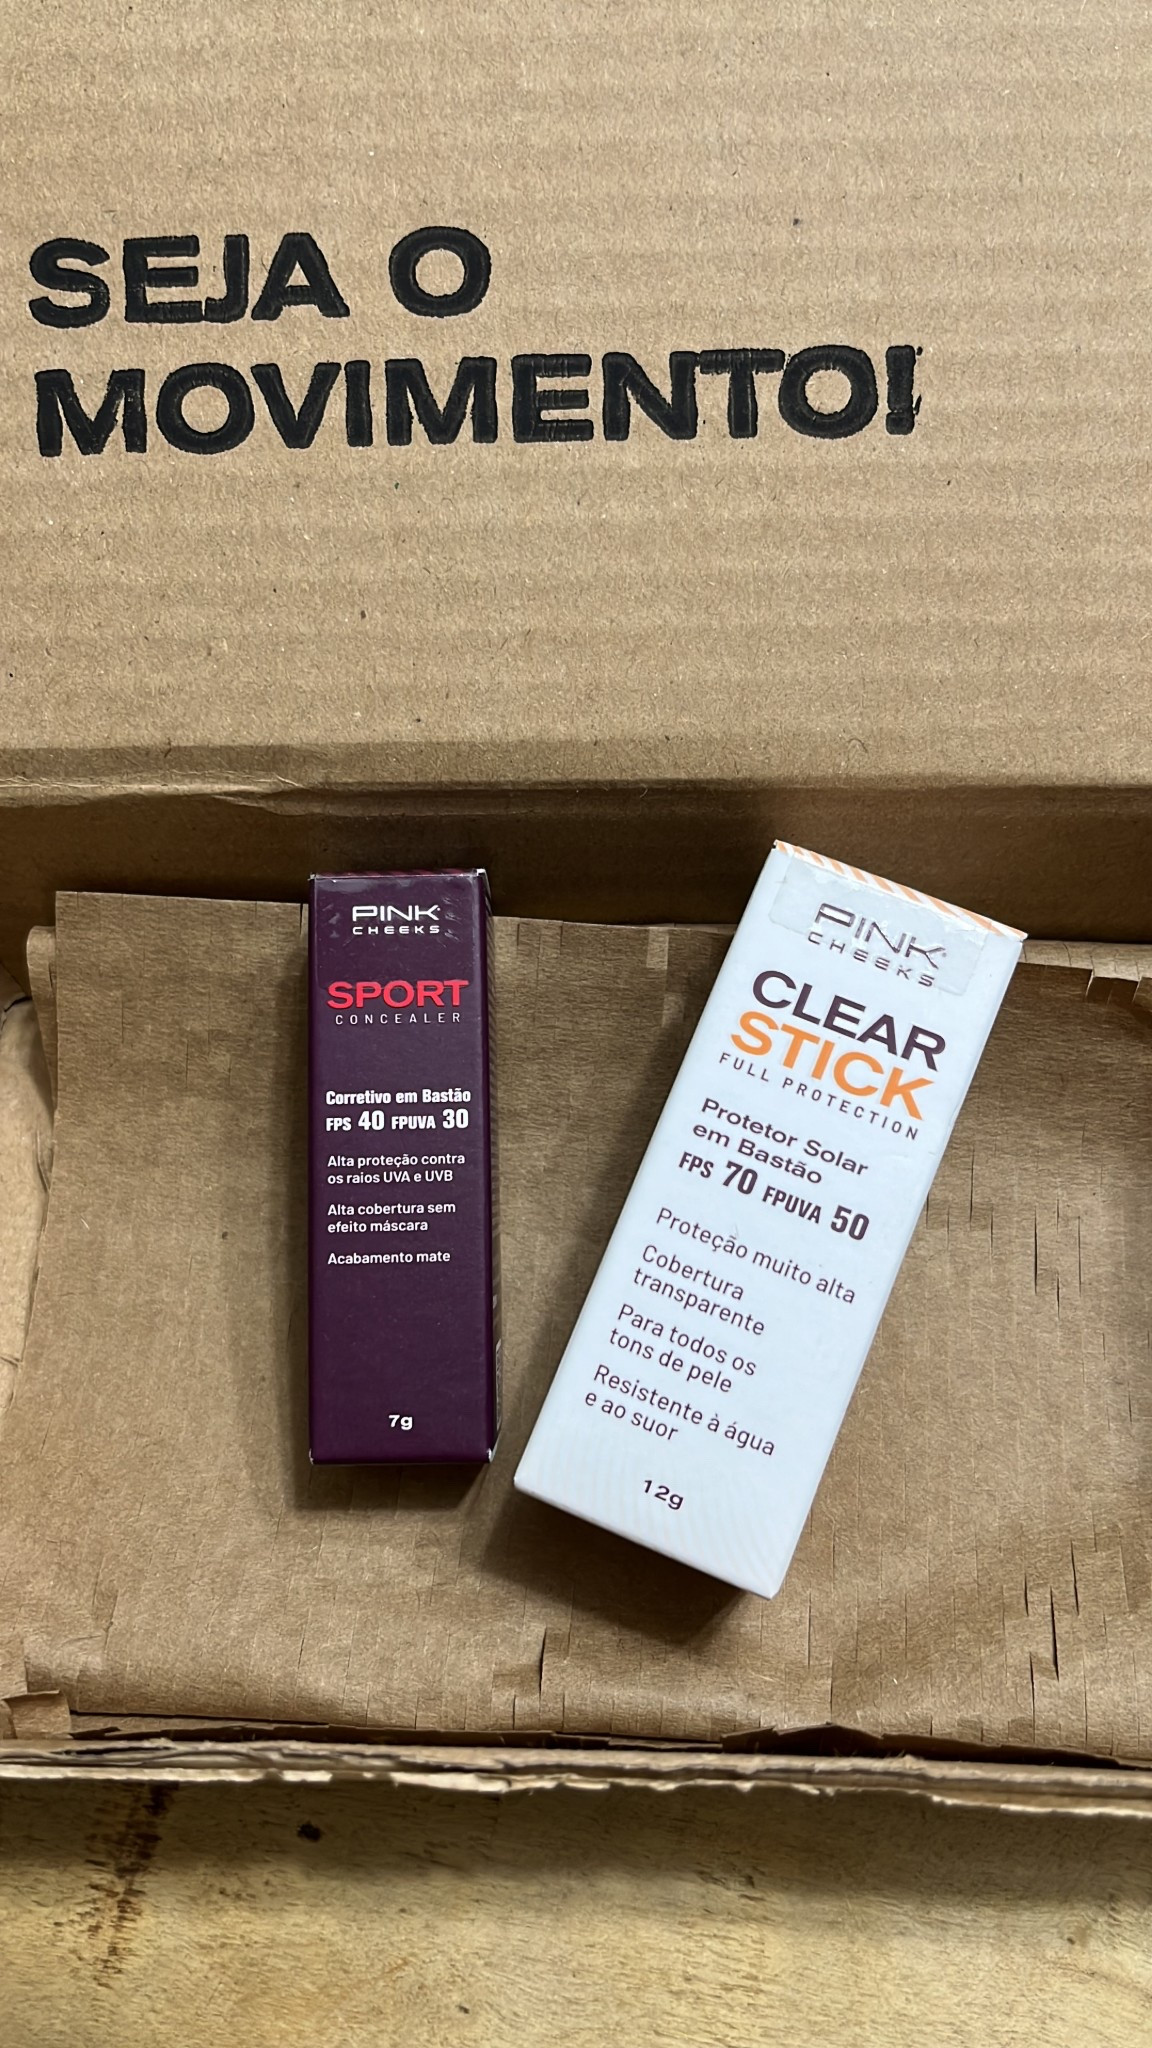 SEJA O
MOVIMENTO!
PINK
CHEEKS
SPORT
CONCEALER
Corretivo em Bastão
FPS 40 FPUVA 30
Alta proteção contra
os raios UVA e UVB
Alta cobertura sem
efeito máscara
Acabamento mate
7g
PINK
CHEEKS
CLEAR
STICK
FULL PROTECTION
Protetor Solar
em Bastão
FPS 70 FPUVA 50
Proteção muito alta
Cobertura
transparente
Para todos os
tons de pele
Resistente à água
e ao suor
12g